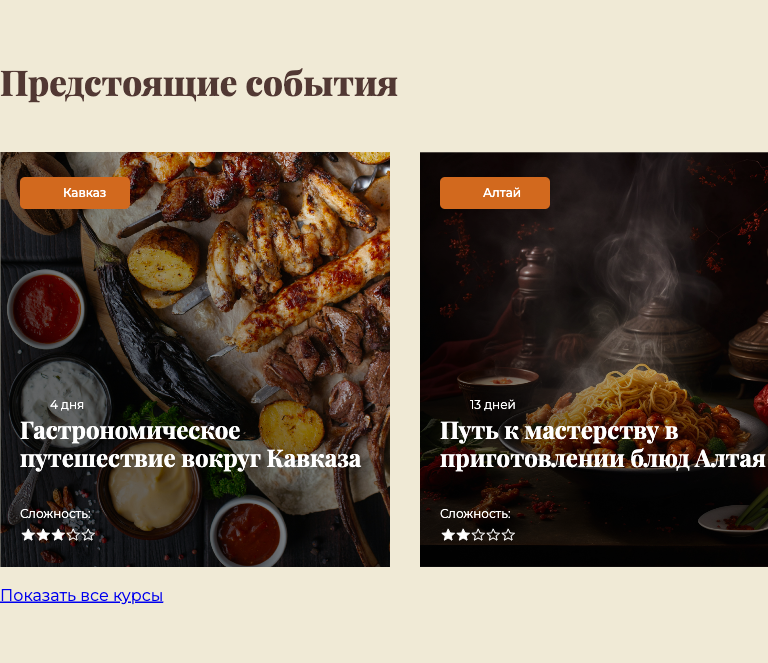 Предстоящие события
Кавказ
4 дня
Гастрономическое
путешествие вокруг Кавказа
Сложность:
Алтай
13 дней
Путь к мастерству в
приготовлении блюд Алтая
Сложность:
Показать все курсы